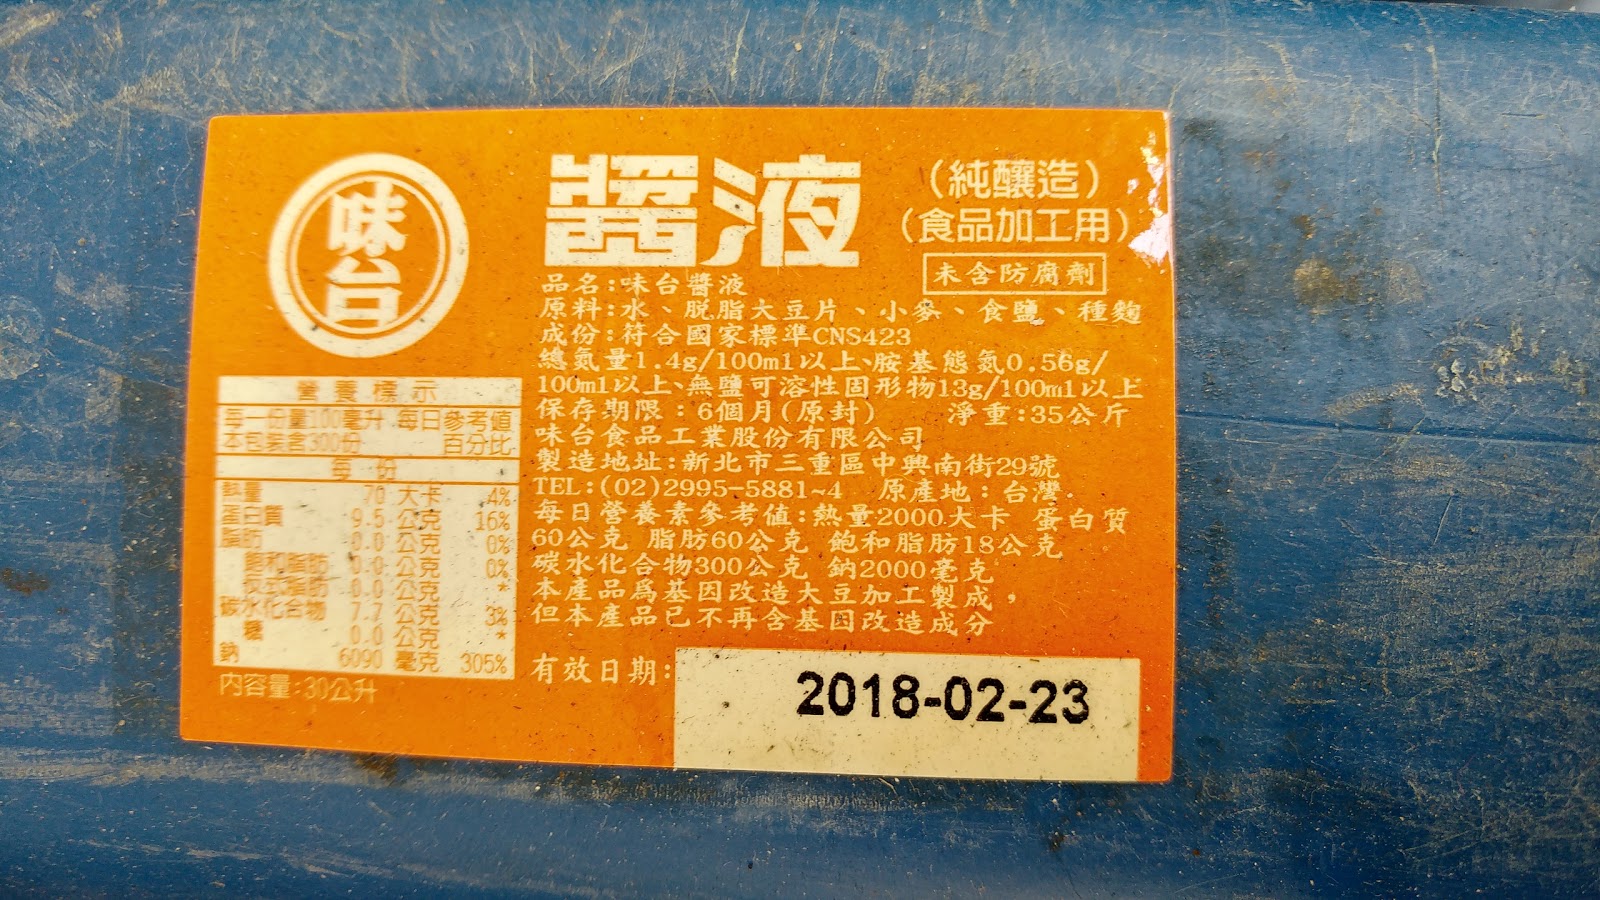 味台
醬液
(純釀造)
(食品加工用)
未含防腐劑
品名:味台醬液
原料:水、脫脂大豆片、小麥、食鹽、種麴
成份:符合國家標準CNS423
總氮量1.4g/100ml以上、胺基態氮0.56g/
100ml以上、無鹽可溶性固形物13g/100ml以上
保存期限:6個月(原封) 淨重:35公斤
味台食品工業股份有限公司
製造地址:新北市三重區中興南街29號
TEL:(02)2995-5881~4 原產地:台灣.
每日營養素參考值:熱量2000大卡 蛋白質
60公克 脂肪60公克 飽和脂肪18公克
碳水化合物300公克 鈉2000毫克
本產品爲基因改造大豆加工製成,
但本產品已不再含基因改造成分
有效日期:
2018-02-23
營養標示
每一份量100毫升 每日參考值
本包裝含300份 百分比
每 份
熱量 70 大卡 4%
蛋白質 9.5 公克 16%
脂肪 0.0 公克 0%
飽和脂肪 0.0 公克 0%
反式脂肪 0.0 公克 *
碳水化合物 7.7 公克 3%
糖 0.0 公克 *
鈉 6090 毫克 305%
內容量:30公升